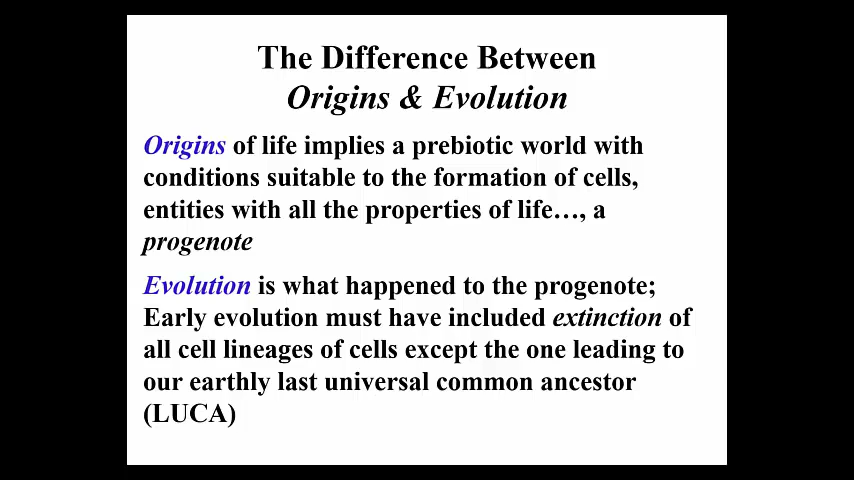 The Difference Between
Origins & Evolution
Origins of life implies a prebiotic world with
conditions suitable to the formation of cells,
entities with all the properties of life…, a
progenote
Evolution is what happened to the progenote;
Early evolution must have included extinction of
all cell lineages of cells except the one leading to
our earthly last universal common ancestor
(LUCA)